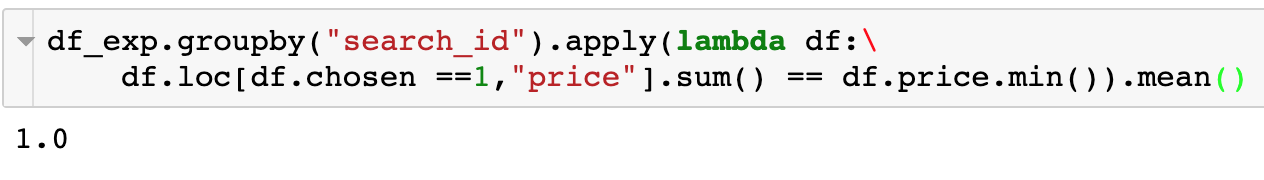 df_exp.groupby("search_id").apply(lambda df:\
df.loc[df.chosen ==1,"price"].sum() == df.price.min()).mean()
1.0